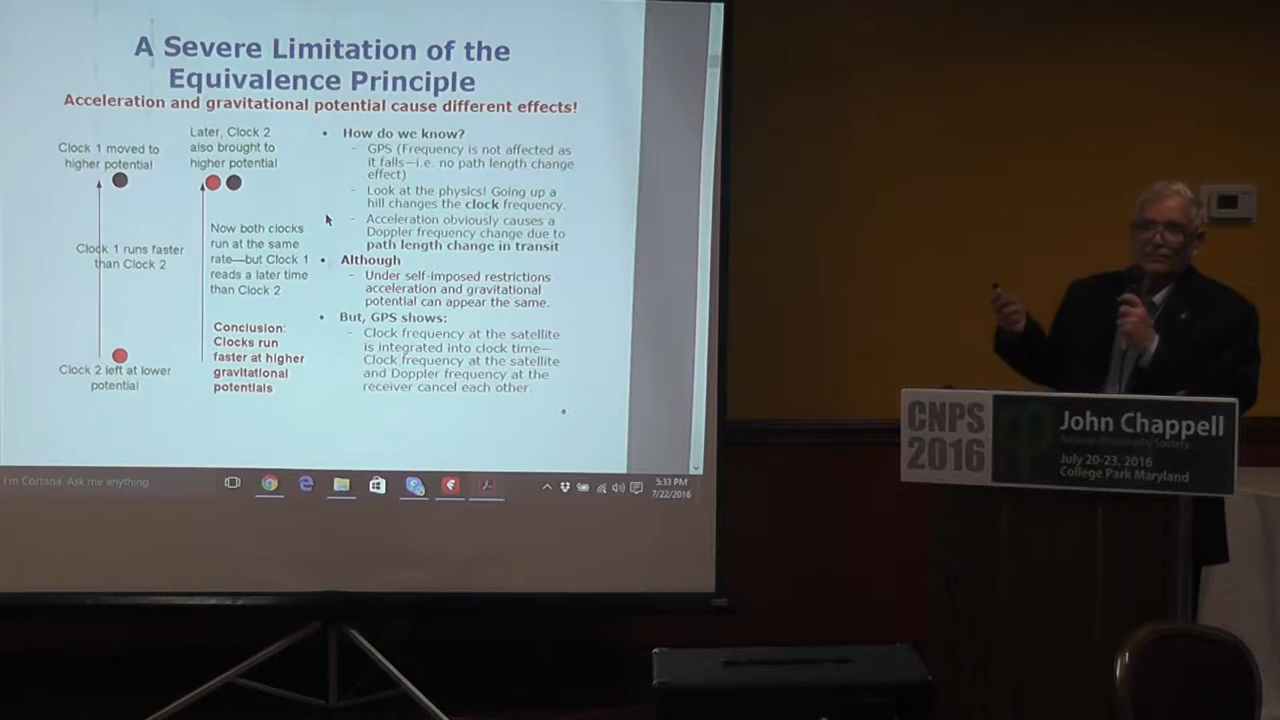 A Severe Limitation of the
Equivalence Principle
Acceleration and gravitational potential cause different effects!
Clock 1 moved to
higher potential
Clock 1 runs faster
than Clock 2
Clock 2 left at lower
potential
Later, Clock 2
also brought to
higher potential
Now both clocks
run at the same
rate—but Clock 1
reads a later time
than Clock 2
Conclusion:
Clocks run
faster at higher
gravitational
potentials
• How do we know?
– GPS (Frequency is not affected as
it falls—i.e. no path length change
effect)
– Look at the physics! Going up a
hill changes the clock frequency.
– Acceleration obviously causes a
Doppler frequency change due to
path length change in transit
• Although
– Under self-imposed restrictions
acceleration and gravitational
potential can appear the same.
• But, GPS shows:
– Clock frequency at the satellite
is integrated into clock time—
Clock frequency at the satellite
and Doppler frequency at the
receiver cancel each other.
I'm Cortana. Ask me anything
5:33 PM
7/22/2016
CNPS
2016
John Chappell
Natural Philosophy Society
July 20-23, 2016
College Park Maryland